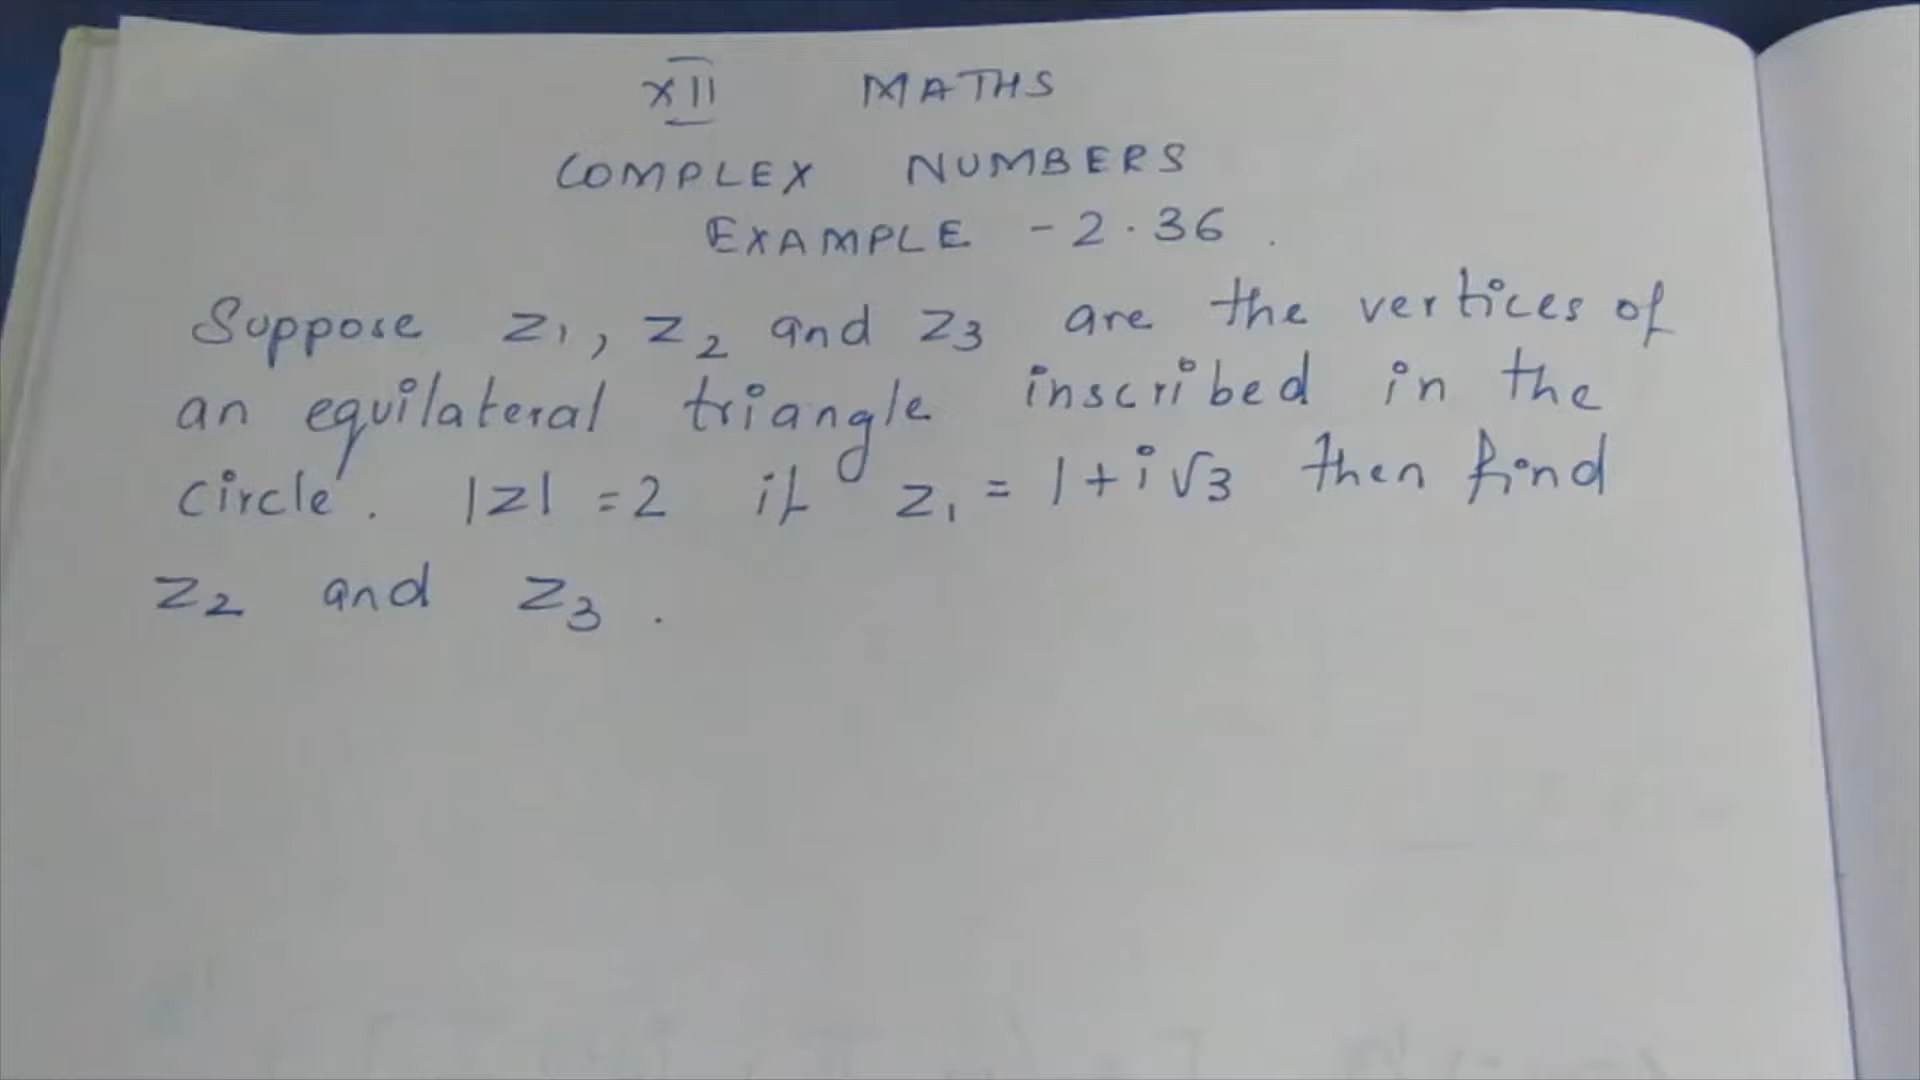 XII MATHS
COMPLEX NUMBERS
EXAMPLE - 2.36.
Suppose z₁, z₂ and z₃ are the vertices of
an equilateral triangle inscribed in the
circle. |z| = 2 if z₁ = 1 + i√3 then find
z₂ and z₃.